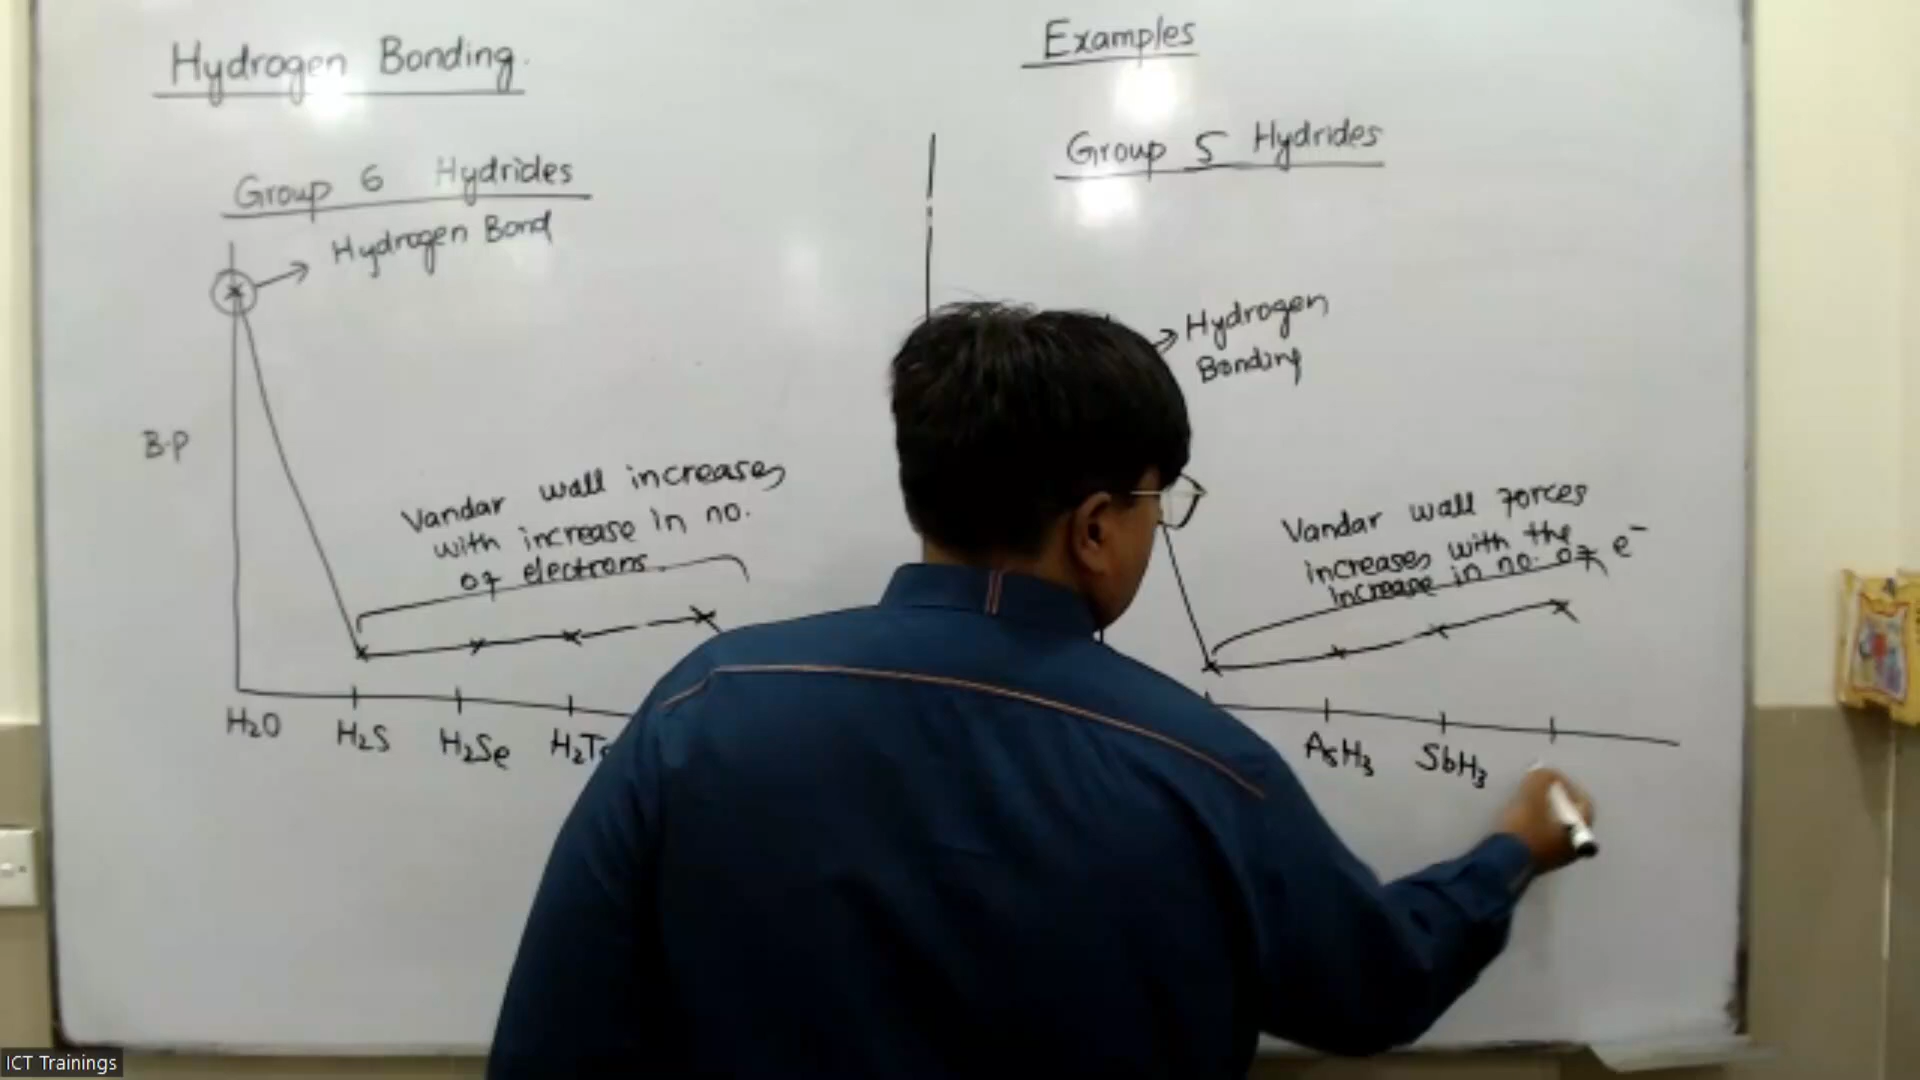 Hydrogen Bonding.
Group 6 Hydrides
Hydrogen Bond
B.P
Vandar wall increases
with increase in no.
of electrons.
H2O H2S H2Se
Examples
Group 5 Hydrides
Hydrogen
Bonding
Vandar wall forces
increases with the
increase in no. of e-
AsH3 SbH3
ICT Trainings